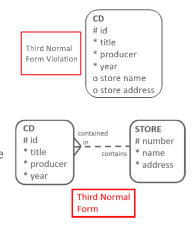 CD
# id
* title
* producer
* year
o store name
o store address
Third Normal
Form Violation
CD
# id
* title
* producer
* year
contained
in
contains
STORE
# number
* name
* address
e
Third Normal
Form